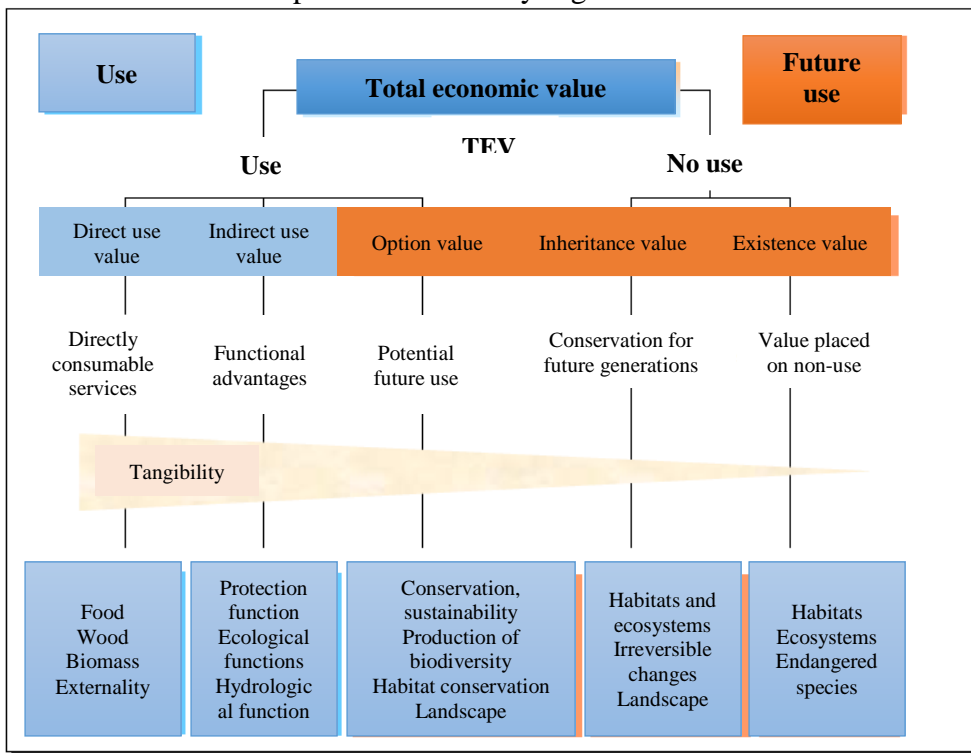 Use
Total economic value
Future
use
TEV
Use
No use
Direct use
value
Indirect use
value
Option value
Inheritance value
Existence value
Directly
consumable
services
Functional
advantages
Potential
future use
Conservation for
future generations
Value placed
on non-use
Tangibility
Food
Wood
Biomass
Externality
Protection
function
Ecological
functions
Hydrologic
al function
Conservation,
sustainability
Production of
biodiversity
Habitat conservation
Landscape
Habitats and
ecosystems
Irreversible
changes
Landscape
Habitats
Ecosystems
Endangered
species